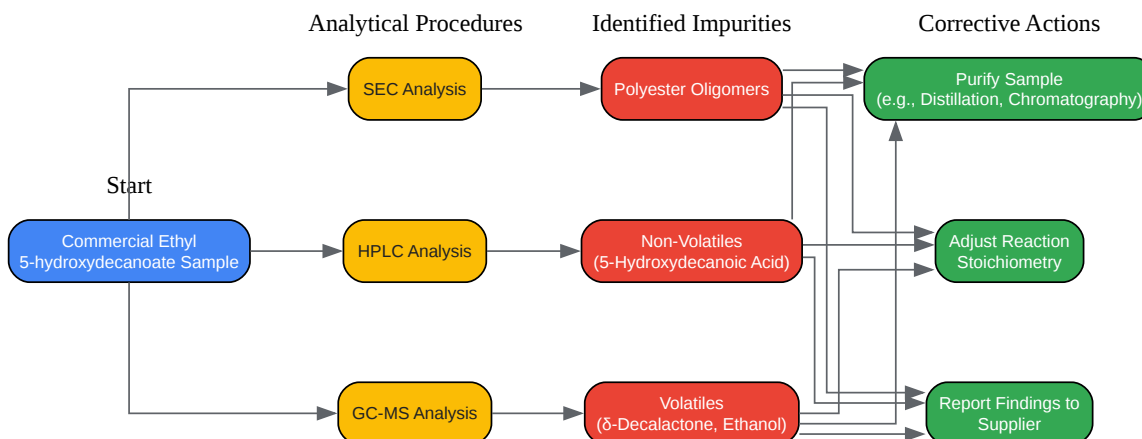 Analytical Procedures
Identified Impurities
Corrective Actions
SEC Analysis
Polyester Oligomers
Purify Sample
(e.g., Distillation, Chromatography)
Start
Commercial Ethyl
5-hydroxydecanoate Sample
HPLC Analysis
Non-Volatiles
(5-Hydroxydecanoic Acid)
Adjust Reaction
Stoichiometry
GC-MS Analysis
Volatiles
(δ-Decalactone, Ethanol)
Report Findings to
Supplier